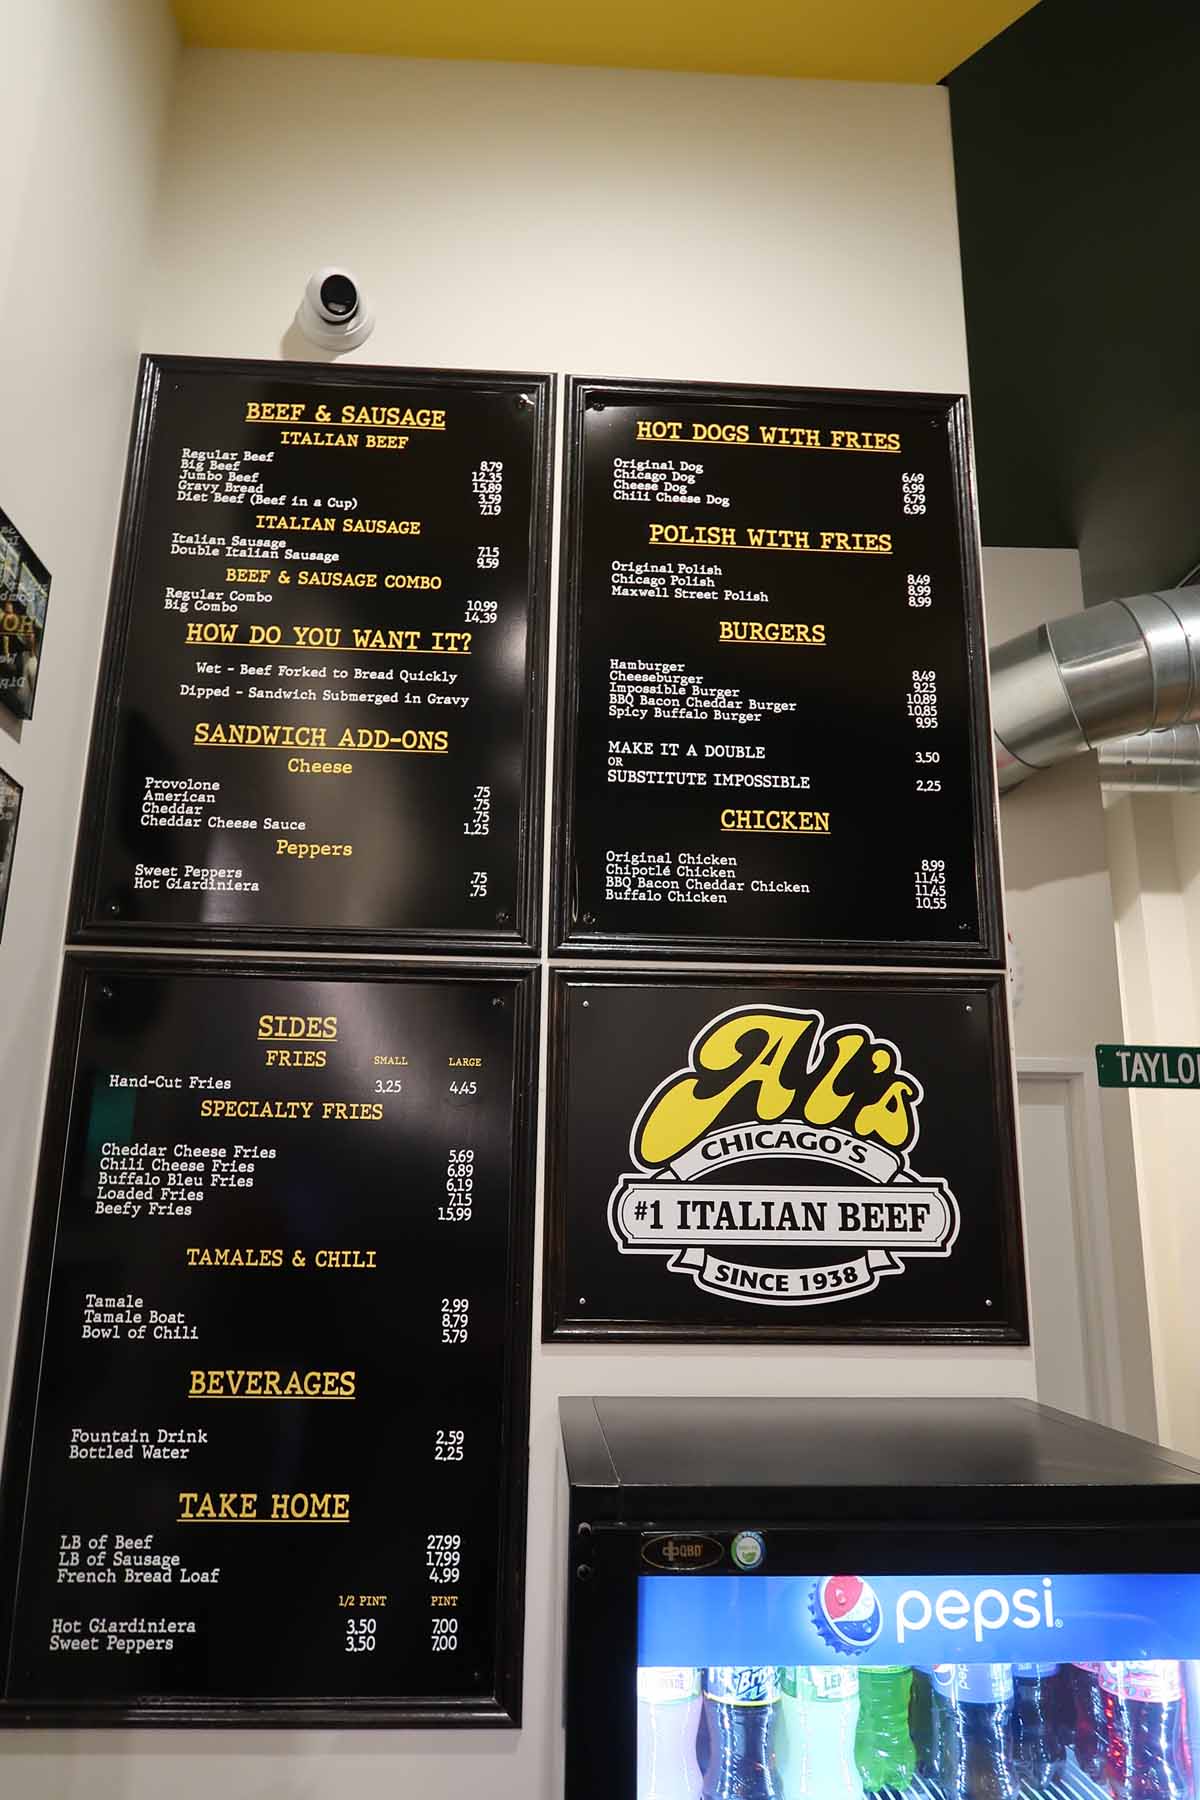 BEEF & SAUSAGE
ITALIAN BEEF
Regular Beef 8.79
Big Beef 12.35
Jumbo Beef 15.89
Gravy Bread 3.59
Diet Beef (Beef in a Cup) 7.19
ITALIAN SAUSAGE
Italian Sausage 7.15
Double Italian Sausage 9.59
BEEF & SAUSAGE COMBO
Regular Combo 10.99
Big Combo 14.39
HOW DO YOU WANT IT?
Wet - Beef Forked to Bread Quickly
Dipped - Sandwich Submerged in Gravy
SANDWICH ADD-ONS
Cheese
Provolone .75
American .75
Cheddar .75
Cheddar Cheese Sauce 1.25
Peppers
Sweet Peppers .75
Hot Giardiniera .75
HOT DOGS WITH FRIES
Original Dog 6.49
Chicago Dog 6.99
Cheese Dog 6.79
Chili Cheese Dog 6.99
POLISH WITH FRIES
Original Polish 8.49
Chicago Polish 8.99
Maxwell Street Polish 8.99
BURGERS
Hamburger 8.49
Cheeseburger 9.25
Impossible Burger 10.89
BBQ Bacon Cheddar Burger 10.85
Spicy Buffalo Burger 9.95
MAKE IT A DOUBLE 3.50
OR
SUBSTITUTE IMPOSSIBLE 2.25
CHICKEN
Original Chicken 8.99
Chipotlé Chicken 11.45
BBQ Bacon Cheddar Chicken 11.45
Buffalo Chicken 10.55
SIDES
FRIES SMALL LARGE
Hand-Cut Fries 3.25 4.45
SPECIALTY FRIES
Cheddar Cheese Fries 5.69
Chili Cheese Fries 6.89
Buffalo Bleu Fries 6.19
Loaded Fries 7.15
Beefy Fries 15.99
TAMALES & CHILI
Tamale 2.99
Tamale Boat 8.79
Bowl of Chili 5.79
BEVERAGES
Fountain Drink 2.59
Bottled Water 2.25
TAKE HOME
LB of Beef 27.99
LB of Sausage 17.99
French Bread Loaf 4.99
1/2 PINT PINT
Hot Giardiniera 3.50 7.00
Sweet Peppers 3.50 7.00
Al's
CHICAGO'S
#1 ITALIAN BEEF
SINCE 1938
TAYLO
QBD
pepsi